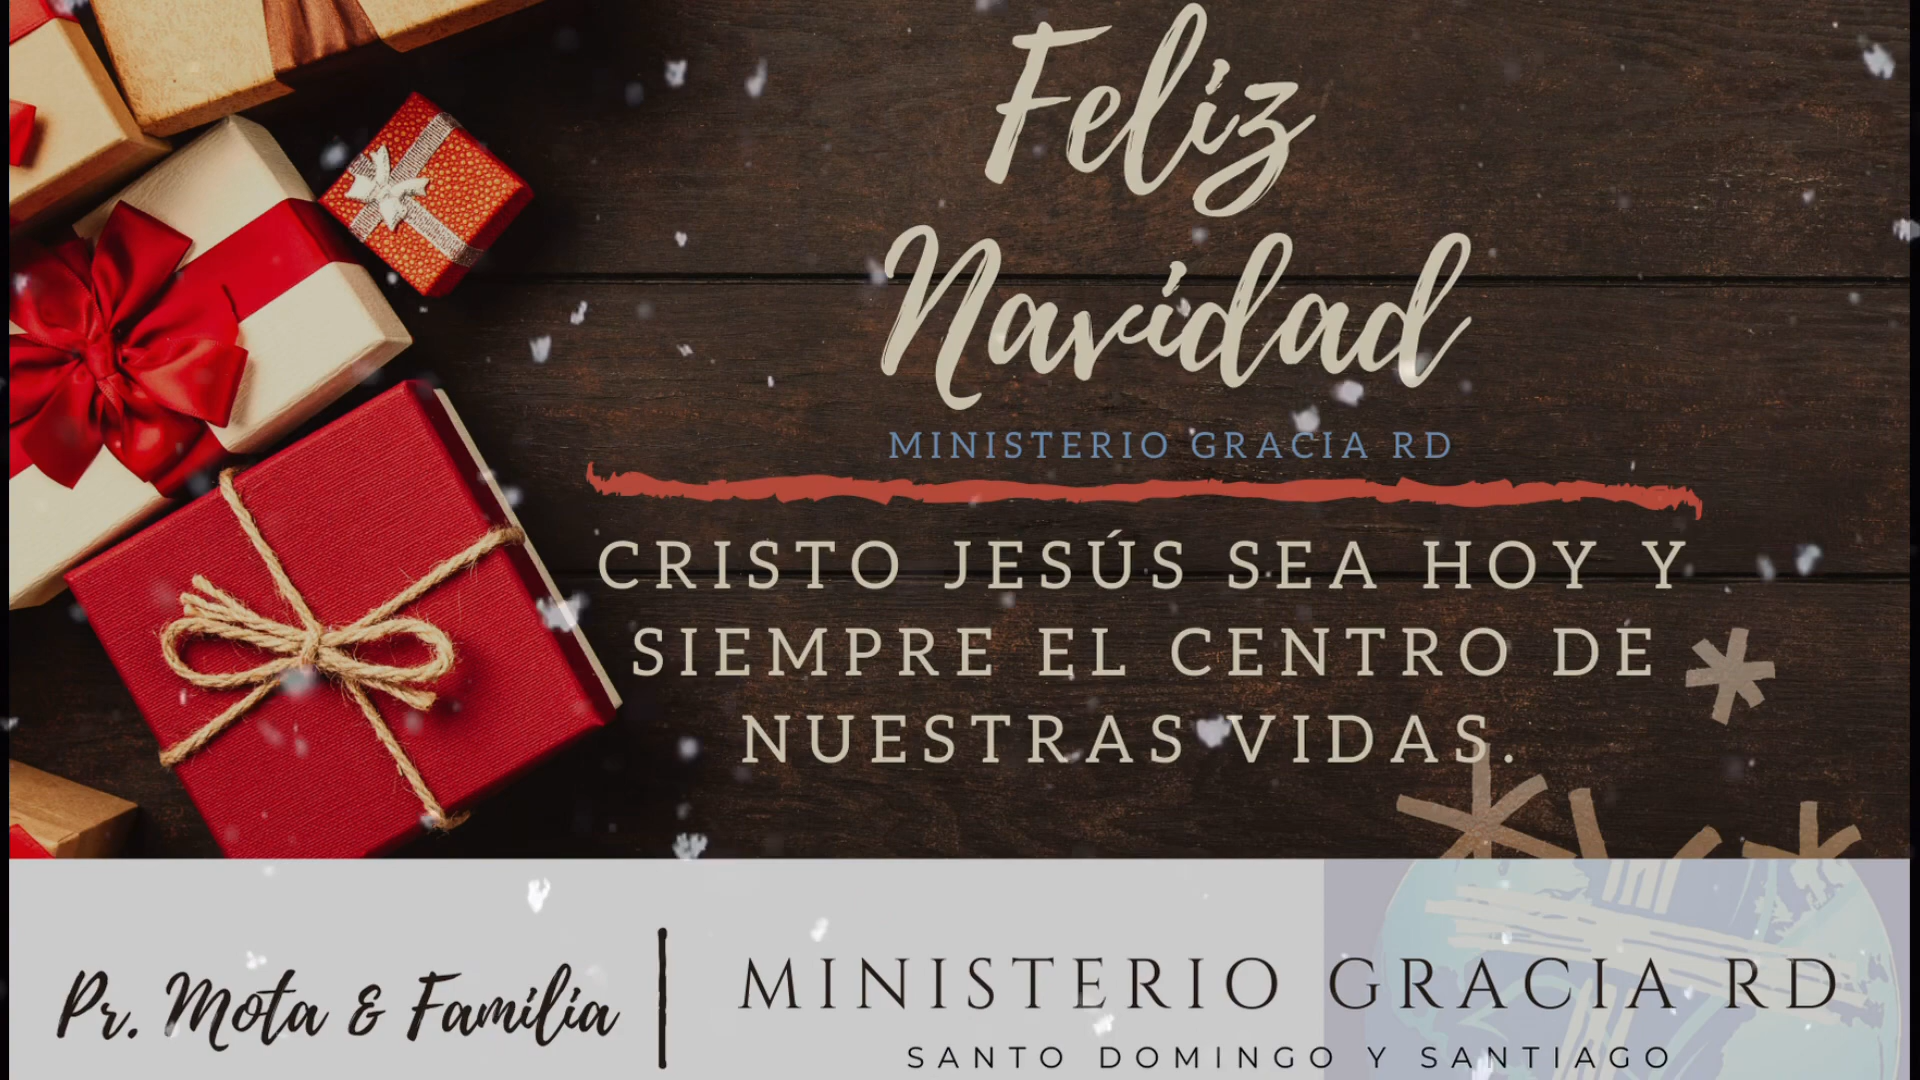 Feliz
Navidad
MINISTERIO GRACIA RD
CRISTO JESÚS SEA HOY Y
SIEMPRE EL CENTRO DE
NUESTRAS VIDAS.
Pr. Mota & Familia
MINISTERIO GRACIA RD
SANTO DOMINGO Y SANTIAGO